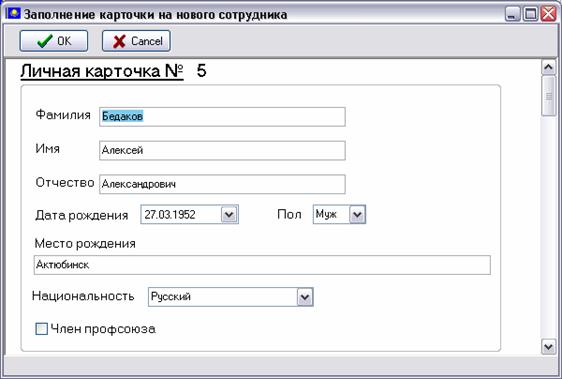 Заполнение карточки на нового сотрудника
OK Cancel
Личная карточка № 5
Фамилия Бедаков
Имя Алексей
Отчество Александрович
Дата рождения 27.03.1952 Пол Муж
Место рождения
Актюбинск
Национальность Русский
Член профсоюза